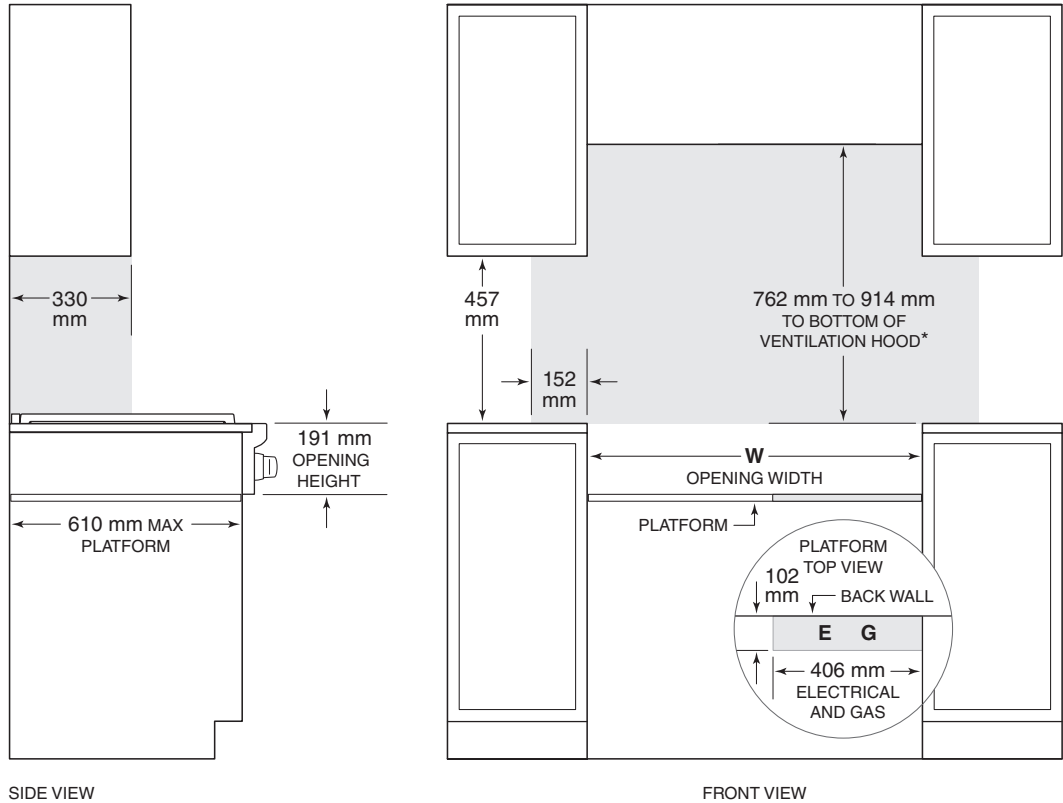 330
mm
191 mm
OPENING
HEIGHT
610 mm MAX
PLATFORM
SIDE VIEW
457
mm
152
mm
762 mm TO 914 mm
TO BOTTOM OF
VENTILATION HOOD*
W
OPENING WIDTH
PLATFORM
PLATFORM
TOP VIEW
102
mm
BACK WALL
E G
406 mm
ELECTRICAL
AND GAS
FRONT VIEW